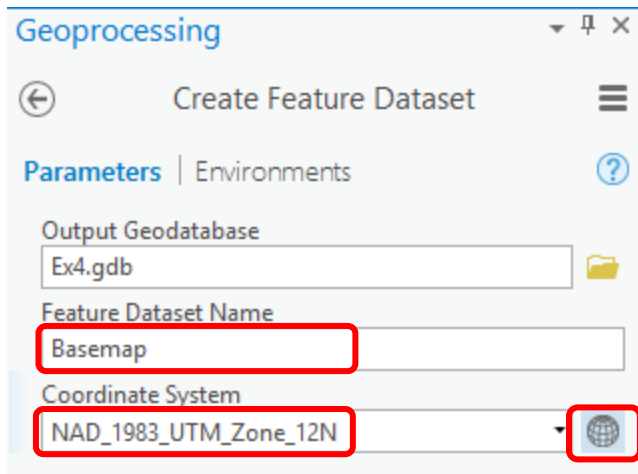 Geoprocessing
Create Feature Dataset
Parameters | Environments
?
Output Geodatabase
Ex4.gdb
Feature Dataset Name
Basemap
Coordinate System
NAD_1983_UTM_Zone_12N